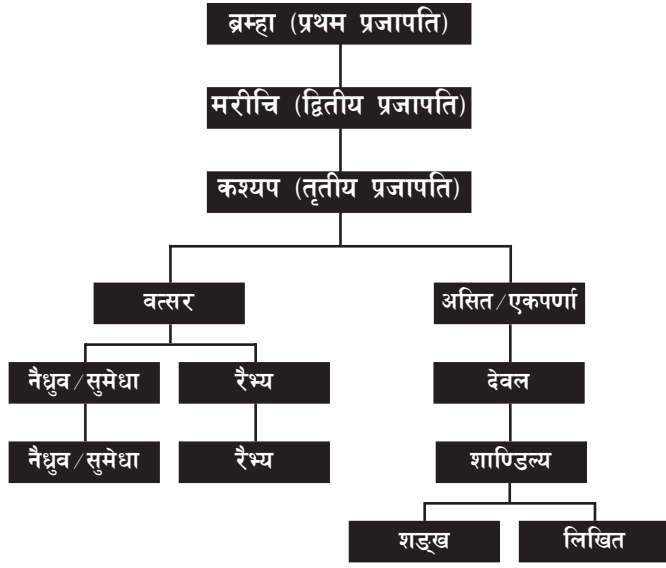 ब्रम्हा (प्रथम प्रजापति)
मरीचि (द्वितीय प्रजापति)
कश्यप (तृतीय प्रजापति)
वत्सर
असित/एकपर्णा
नैध्रुव/सुमेधा
रैभ्य
देवल
नैध्रुव/सुमेधा
रैभ्य
शाण्डिल्य
शङ्ख
लिखित